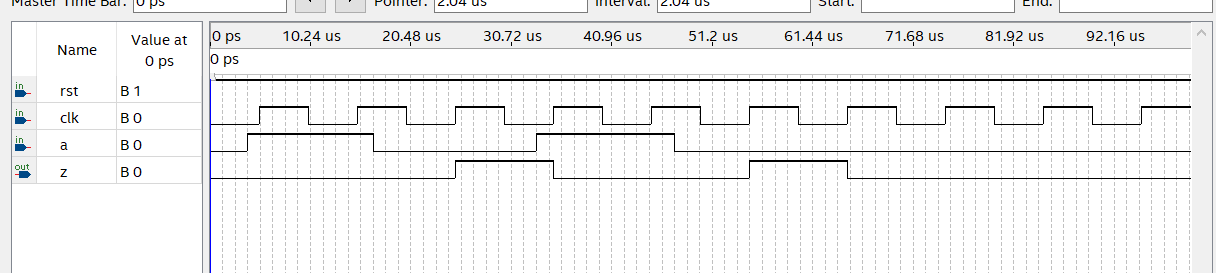 Master Time Bar: 0 ps Pointer: 2.04 us Interval: 2.04 us Start: End:
Name Value at 0 ps
0 ps 10.24 us 20.48 us 30.72 us 40.96 us 51.2 us 61.44 us 71.68 us 81.92 us 92.16 us
0 ps
in rst B 1
in clk B 0
in a B 0
out z B 0